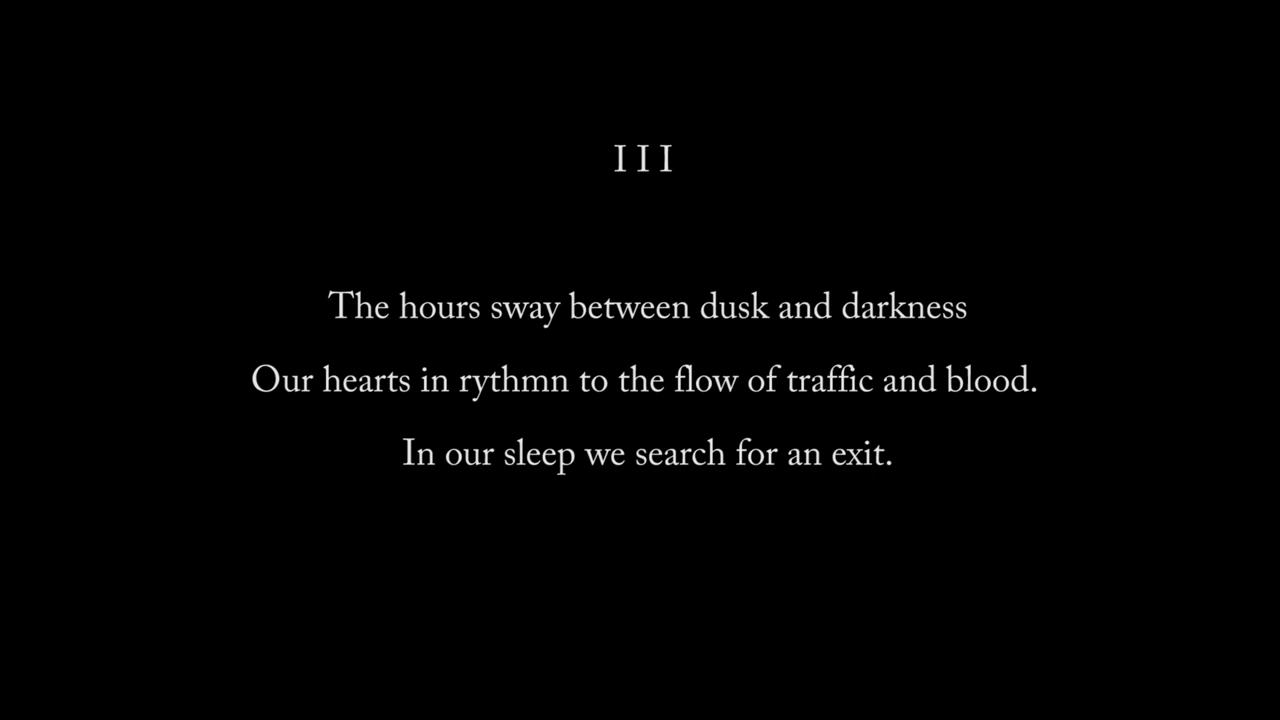 III
The hours sway between dusk and darkness
Our hearts in rythmn to the flow of traffic and blood.
In our sleep we search for an exit.